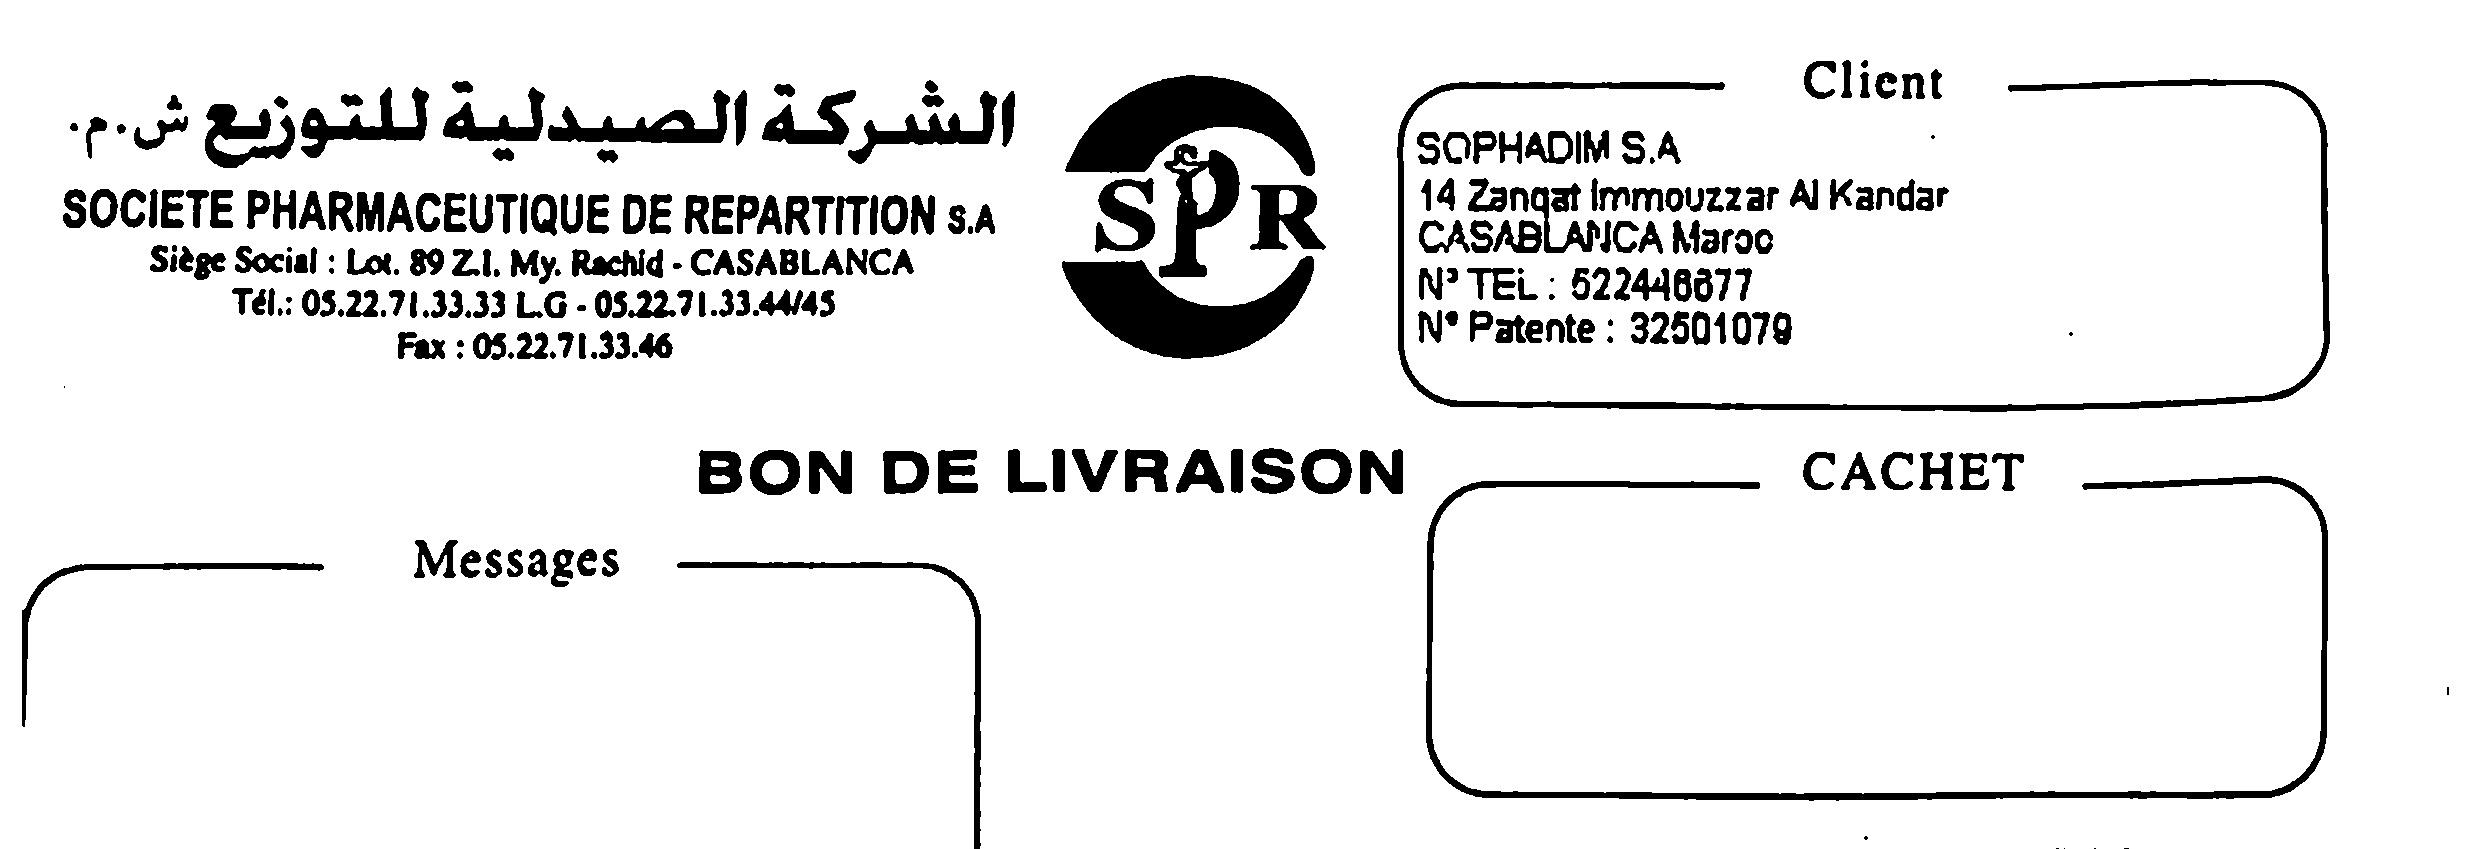 الشركة الصيدلية للتوزيع ش.م.
SOCIETE PHARMACEUTIQUE DE REPARTITION S.A
Siège Social : Lot. 89 Z.I. My. Rachid - CASABLANCA
Tél.: 05.22.71.33.33 L.G - 05.22.71.33.44/45
Fax : 05.22.71.33.46
SPR
Client
SOPHADIM S.A
14 Zanqat Immouzzar Al Kandar
CASABLANCA Maroc
N° TEL :
N° Patente : 32501079
BON DE LIVRAISON
CACHET
Messages